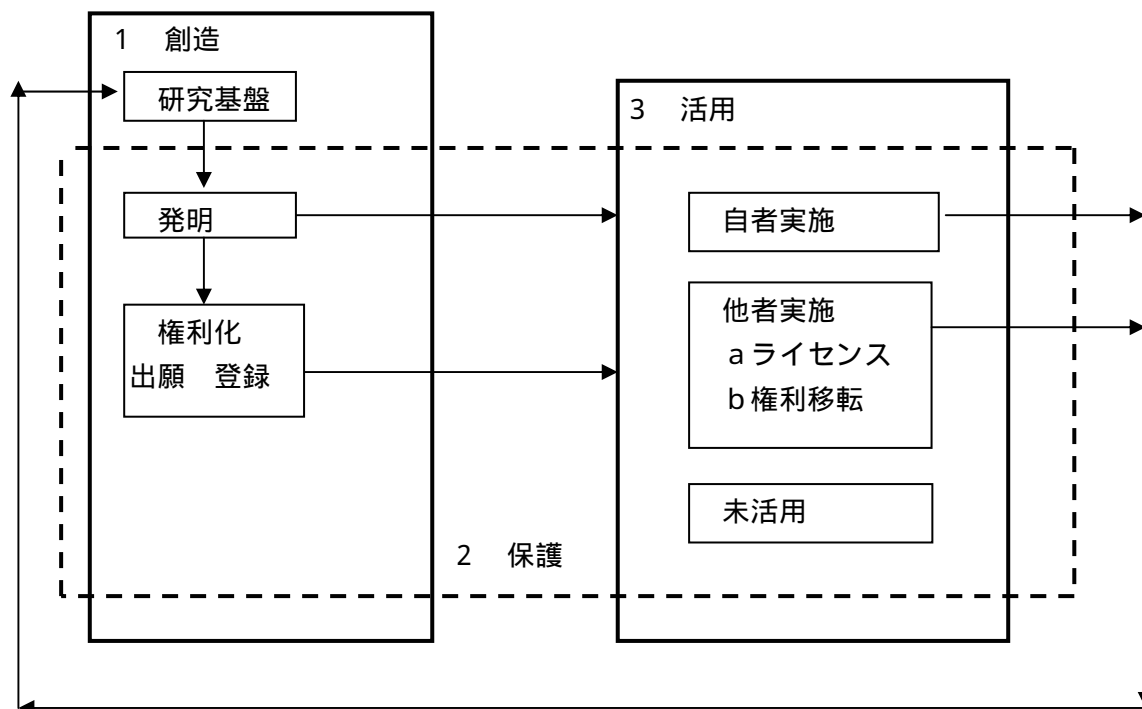 1 創造
研究基盤
発明
権利化
出願 登録
2 保護
3 活用
自者実施
他者実施
aライセンス
b権利移転
未活用